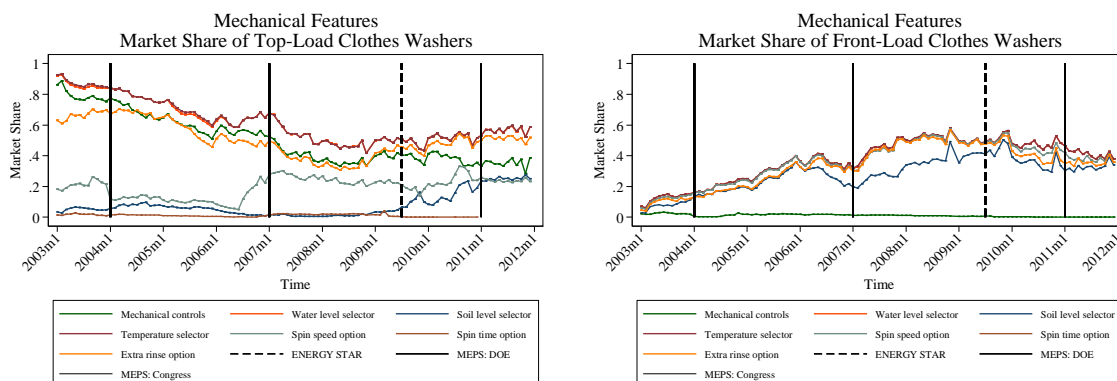 Mechanical Features
Market Share of Top-Load Clothes Washers
Market Share
1
.8
.6
.4
.2
0
2003m1
2004m1
2005m1
2006m1
2007m1
2008m1
2009m1
2010m1
2011m1
2012m1
Time
Mechanical controls
Water level selector
Soil level selector
Temperature selector
Spin speed option
Spin time option
Extra rinse option
ENERGY STAR
MEPS: DOE
MEPS: Congress
Mechanical Features
Market Share of Front-Load Clothes Washers
Market Share
1
.8
.6
.4
.2
0
2003m1
2004m1
2005m1
2006m1
2007m1
2008m1
2009m1
2010m1
2011m1
2012m1
Time
Mechanical controls
Water level selector
Soil level selector
Temperature selector
Spin speed option
Spin time option
Extra rinse option
ENERGY STAR
MEPS: DOE
MEPS: Congress